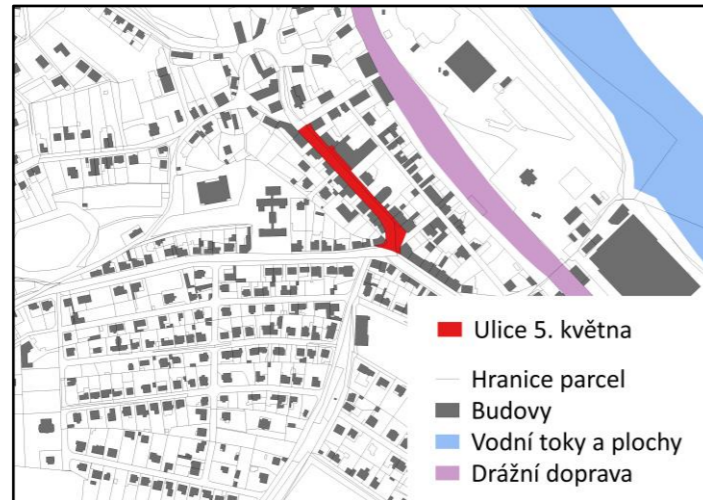 Ulice 5. května
Hranice parcel
Budovy
Vodní toky a plochy
Drážní doprava